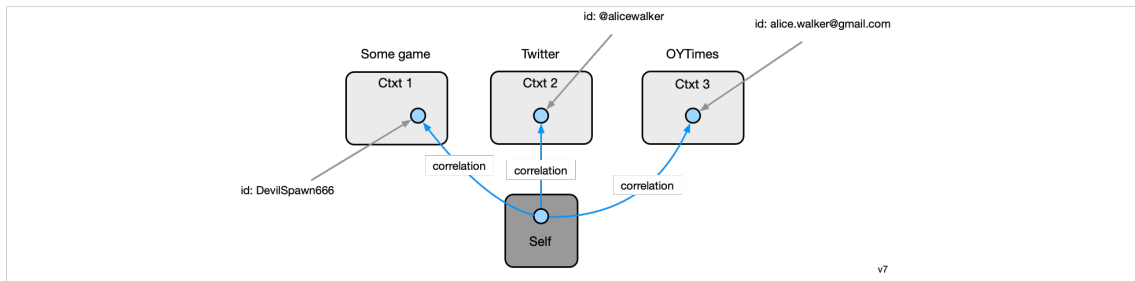 id: @alicewalker
id: alice.walker@gmail.com
Some game
Twitter
OYTimes
Ctxt 1
Ctxt 2
Ctxt 3
correlation
correlation
correlation
id: DevilSpawn666
Self
v7